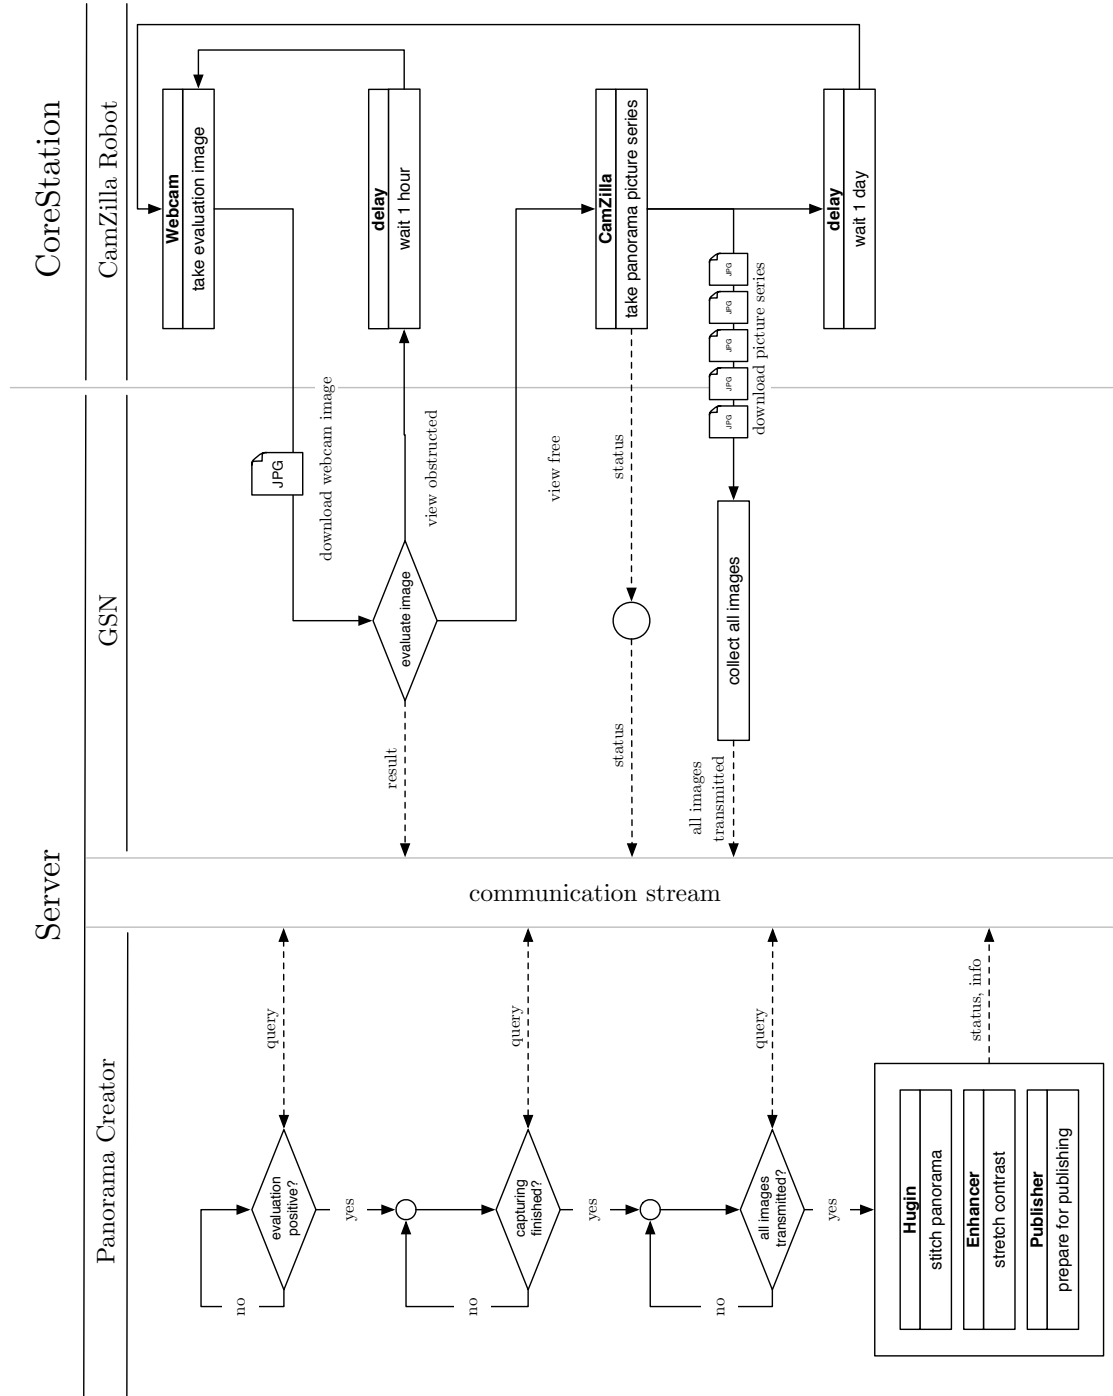 Server
CoreStation
Panorama Creator
GSN
CamZilla Robot
evaluation
positive?
no
yes
query
capturing
finished?
no
yes
query
all images
transmitted?
no
yes
query
Hugin
stitch panorama
Enhancer
stretch contrast
Publisher
prepare for publishing
status, info
communication stream
result
evaluate image
JPG
download webcam image
view obstructed
view free
status
status
all images
transmitted
collect all images
JPG
JPG
JPG
JPG
JPG
download picture series
Webcam
take evaluation image
delay
wait 1 hour
CamZilla
take panorama picture series
delay
wait 1 day